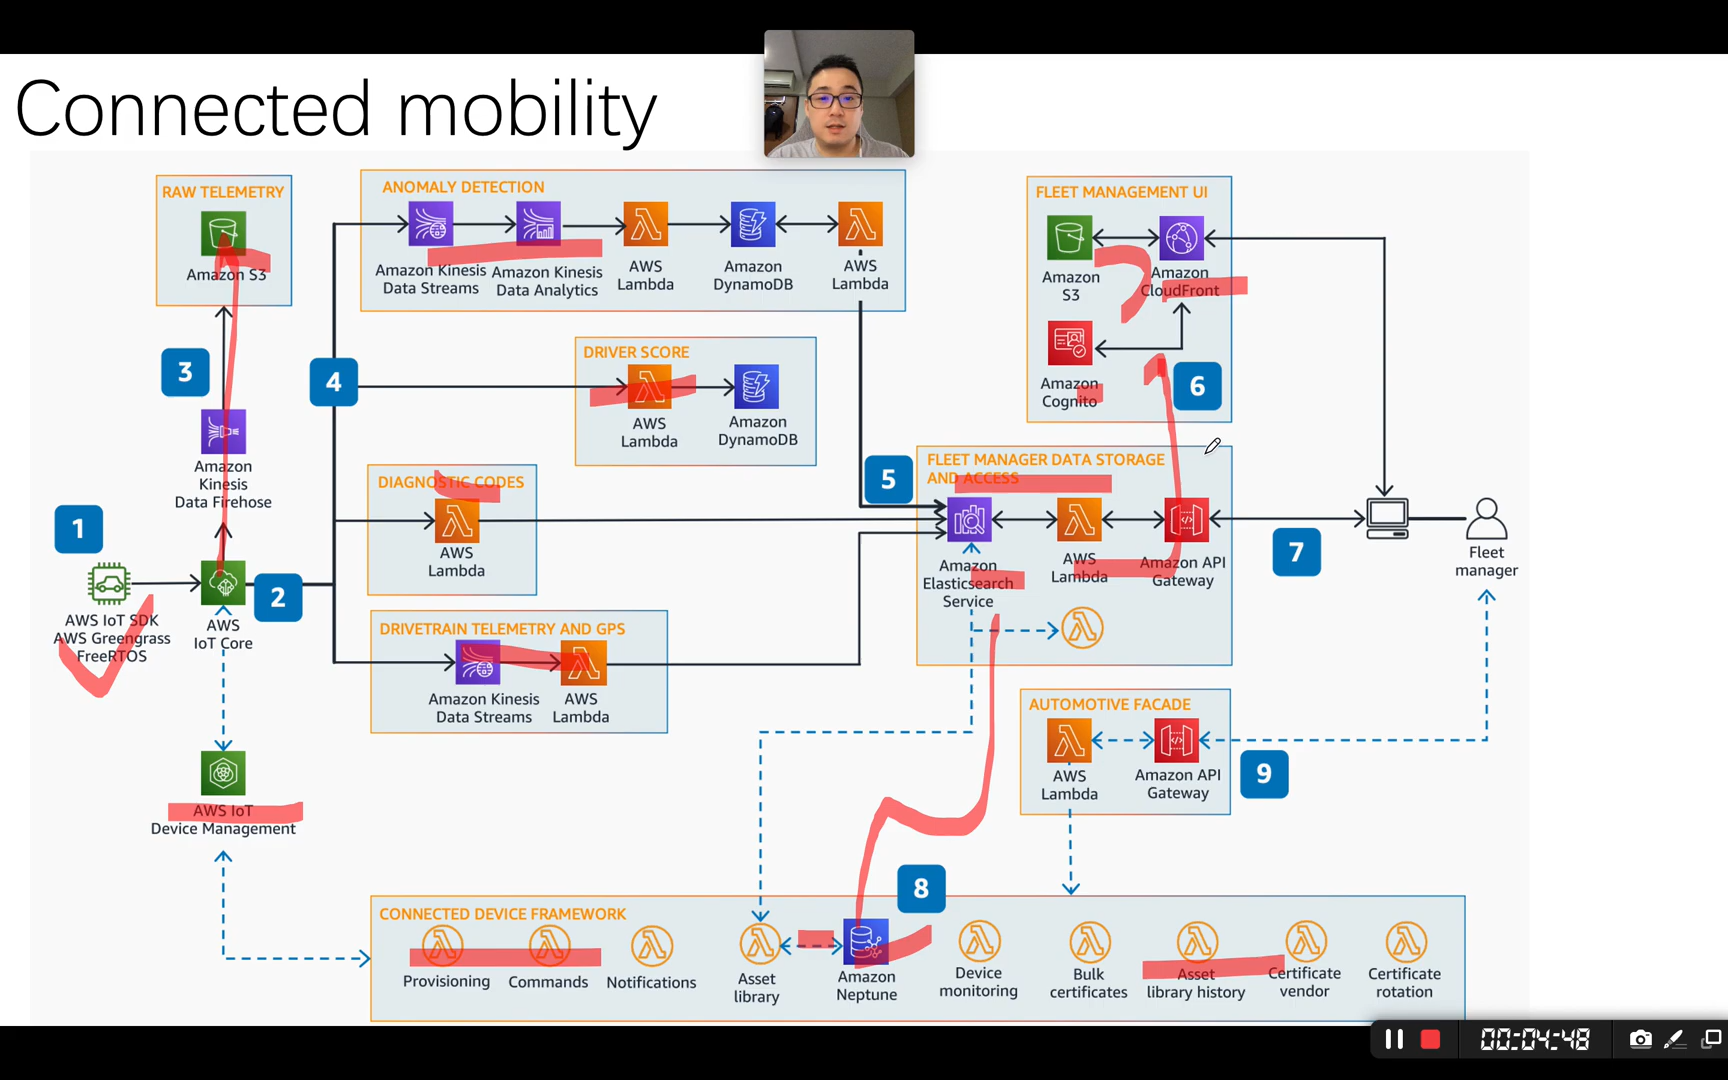 Connected mobility
RAW TELEMETRY
Amazon S3
3
Amazon
Kinesis
Data Firehose
1
AWS IoT SDK
AWS Greengrass
FreeRTOS
AWS
IoT Core
2
AWS IoT
Device Management
4
ANOMALY DETECTION
Amazon Kinesis
Data Streams
Amazon Kinesis
Data Analytics
AWS
Lambda
Amazon
DynamoDB
AWS
Lambda
DRIVER SCORE
AWS
Lambda
Amazon
DynamoDB
DIAGNOSTIC CODES
AWS
Lambda
DRIVETRAIN TELEMETRY AND GPS
Amazon Kinesis
Data Streams
AWS
Lambda
FLEET MANAGEMENT UI
Amazon
S3
Amazon
CloudFront
Amazon
Cognito
6
5
FLEET MANAGER DATA STORAGE
AND ACCESS
Amazon
Elasticsearch
Service
AWS
Lambda
Amazon API
Gateway
7
Fleet
manager
AUTOMOTIVE FACADE
AWS
Lambda
Amazon API
Gateway
9
8
CONNECTED DEVICE FRAMEWORK
Provisioning
Commands
Notifications
Asset
library
Amazon
Neptune
Device
monitoring
Bulk
certificates
Asset
library history
Certificate
vendor
Certificate
rotation
00:04:48